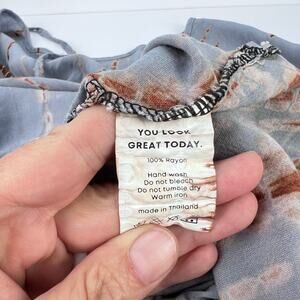 YOU LOOK
GREAT TODAY.
100% Rayon
Hand wash
Do not bleach
Do not tumble dry
Warm iron
made in Thailand